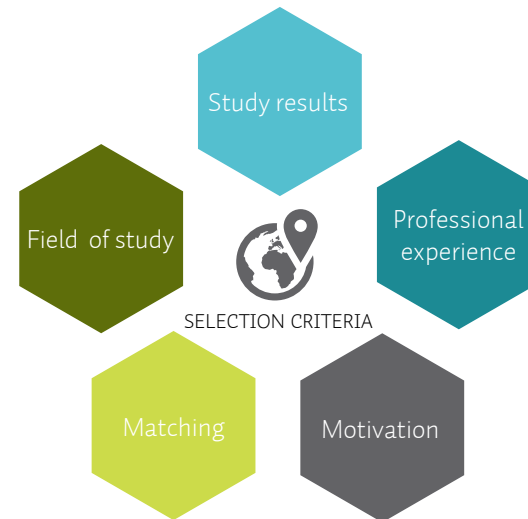 Study results
Professional
experience
Field of study
SELECTION CRITERIA
Matching
Motivation